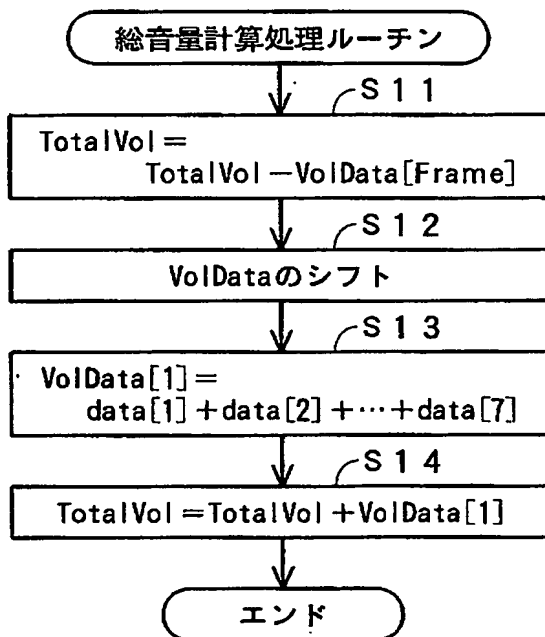 総音量計算処理ルーチン
S11
TotalVol=
TotalVol－VolData[Frame]
S12
VolDataのシフト
S13
VolData[1]=
data[1]+data[2]+…+data[7]
S14
TotalVol=TotalVol+VolData[1]
エンド